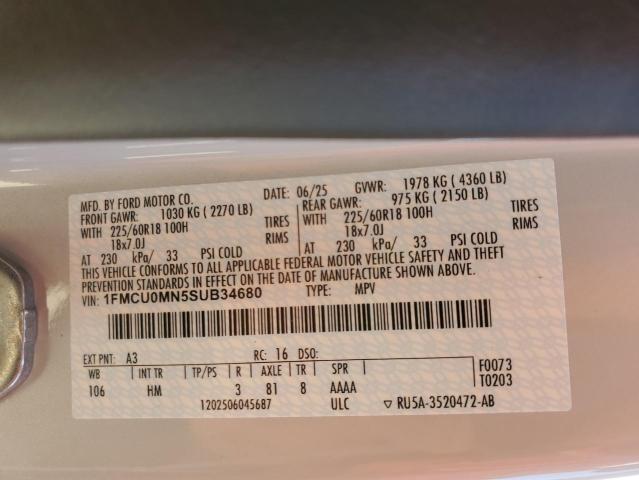 MFD. BY FORD MOTOR CO. DATE: 06/25 GVWR: 1978 KG ( 4360 LB)
FRONT GAWR: 1030 KG ( 2270 LB) REAR GAWR: 975 KG ( 2150 LB)
WITH 225/60R18 100H TIRES WITH 225/60R18 100H TIRES
18x7.0J RIMS 18x7.0J RIMS
AT 230 kPa/ 33 PSI COLD AT 230 kPa/ 33 PSI COLD
THIS VEHICLE CONFORMS TO ALL APPLICABLE FEDERAL MOTOR VEHICLE SAFETY AND THEFT
PREVENTION STANDARDS IN EFFECT ON THE DATE OF MANUFACTURE SHOWN ABOVE.
VIN: 1FMCU0MN5SUB34680 TYPE: MPV
EXT PNT: A3 RC: 16 DSO: F0073
WB INT TR TP/PS R AXLE TR SPR T0203
106 HM 3 81 8 AAAA
1202506045687 ULC ▽ RU5A-3520472-AB